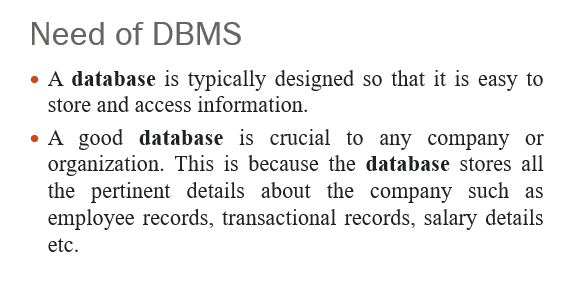 Need of DBMS
• A database is typically designed so that it is easy to
store and access information.
• A good database is crucial to any company or
organization. This is because the database stores all
the pertinent details about the company such as
employee records, transactional records, salary details
etc.